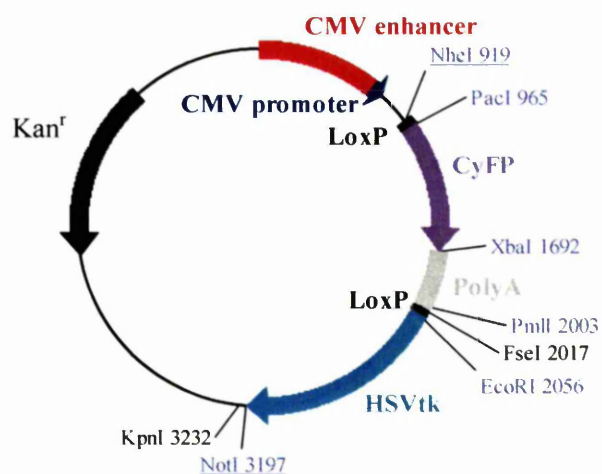 CMV enhancer
NheI 919
CMV promoter
PacI 965
Kanʳ
LoxP
CyFP
XbaI 1692
PolyA
LoxP
PmlI 2003
FseI 2017
EcoRI 2056
HSVtk
KpnI 3232
NotI 3197